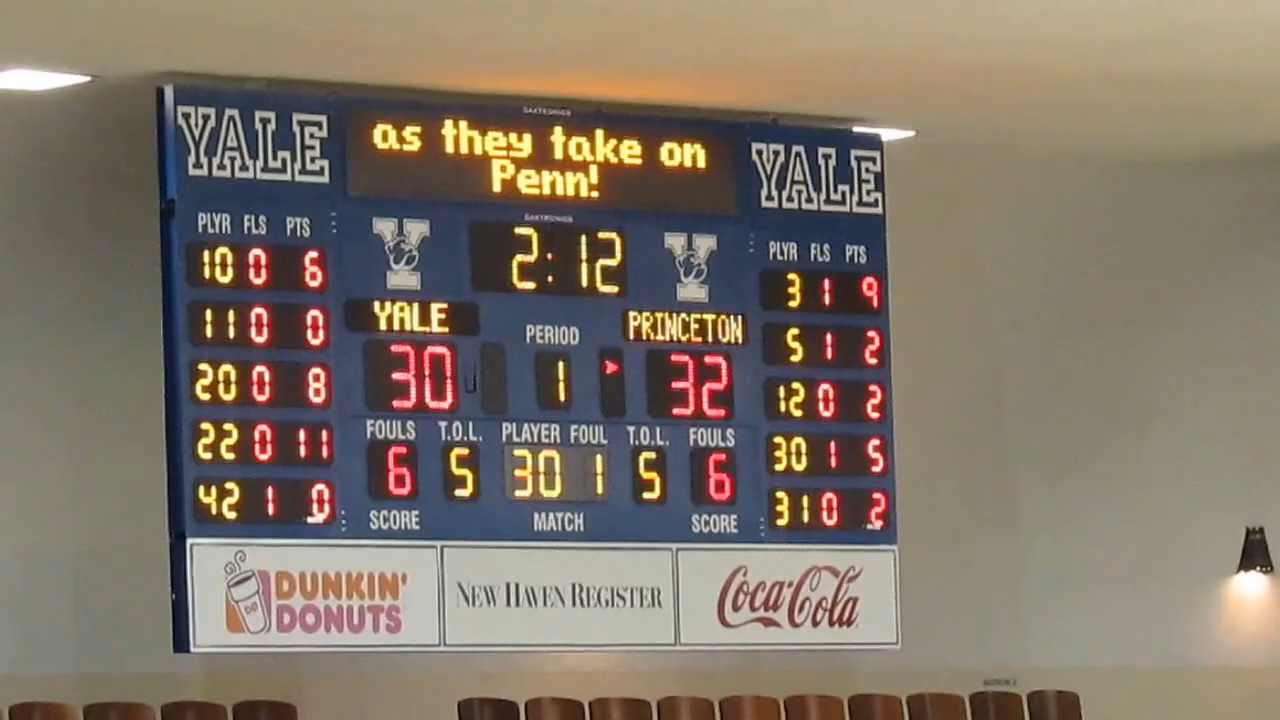 DAKTRONICS
YALE
as they take on
Penn!
YALE
DAKTRONICS
2:12
PLYR FLS PTS
10 0 6
11 0 0
20 0 8
22 0 11
42 1 0
YALE
30
PERIOD
1
PRINCETON
32
FOULS T.O.L. PLAYER FOUL T.O.L. FOULS
6 5 30 1 5 6
SCORE MATCH SCORE
PLYR FLS PTS
3 1 9
5 1 2
12 0 2
30 1 5
31 0 2
DUNKIN'
DONUTS
DD
NEW HAVEN REGISTER
Coca-Cola